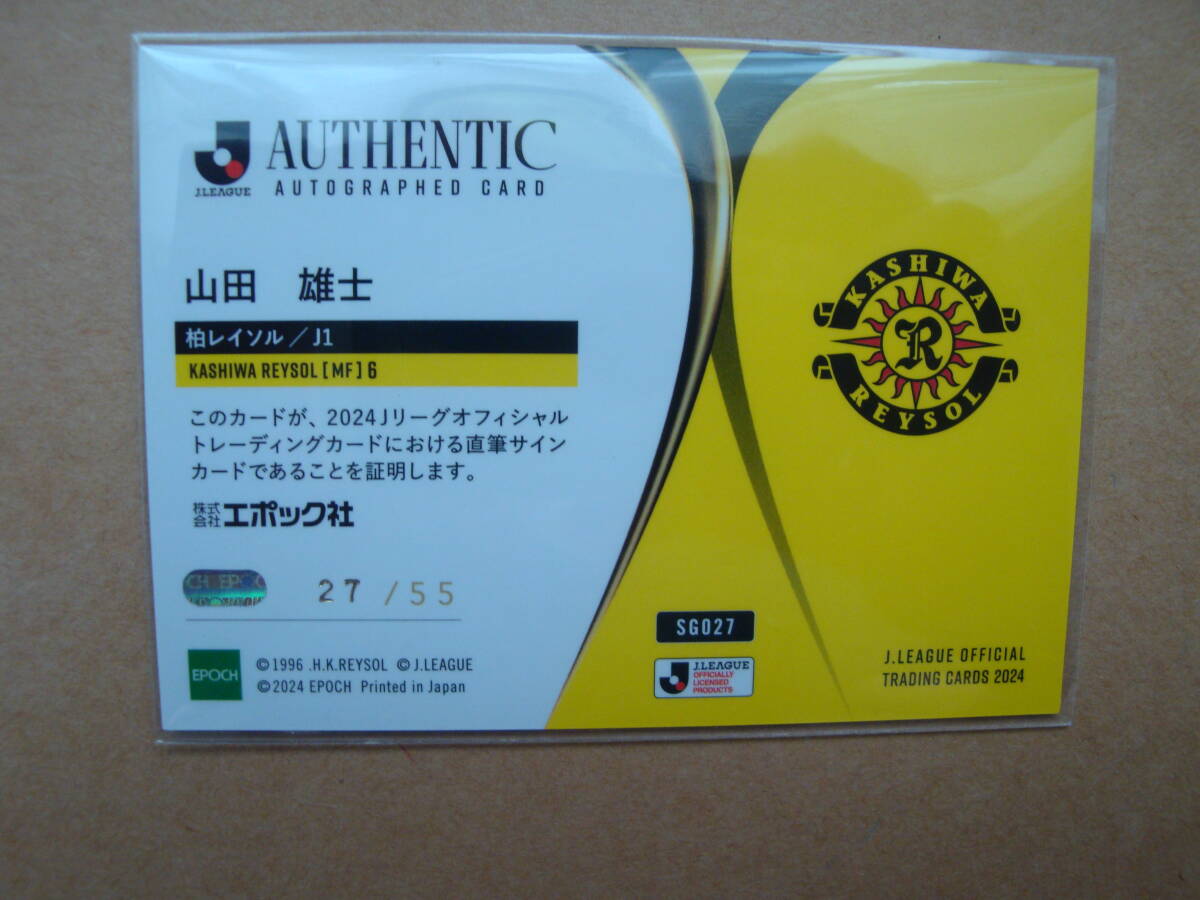 J.LEAGUE
AUTHENTIC
AUTOGRAPHED CARD
山田 雄士
柏レイソル／J1
KASHIWA REYSOL [MF] 6
このカードが、2024Jリーグオフィシャル
トレーディングカードにおける直筆サイン
カードであることを証明します。
株式会社エポック社
27 /55
EPOCH
©1996 .H.K.REYSOL ©J.LEAGUE
©2024 EPOCH Printed in Japan
KASHIWA
R
REYSOL
SG027
J.LEAGUE
OFFICIALLY
LICENSED
PRODUCTS
J.LEAGUE OFFICIAL
TRADING CARDS 2024